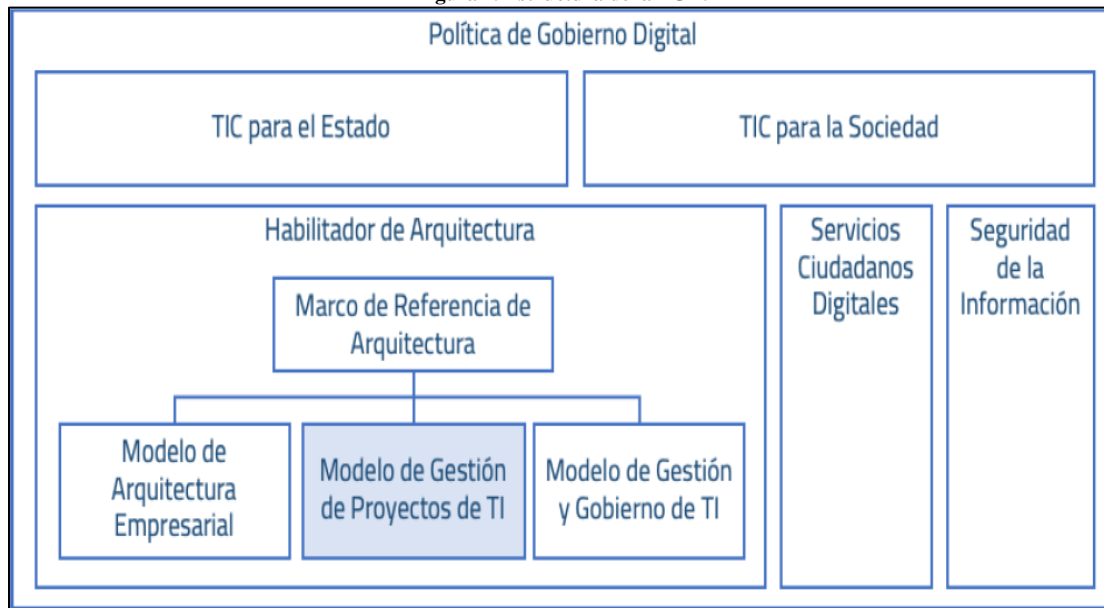 Política de Gobierno Digital
TIC para el Estado
TIC para la Sociedad
Habilitador de Arquitectura
Marco de Referencia de
Arquitectura
Modelo de
Arquitectura
Empresarial
Modelo de Gestión
de Proyectos de TI
Modelo de Gestión
y Gobierno de TI
Servicios
Ciudadanos
Digitales
Seguridad
de la
Información